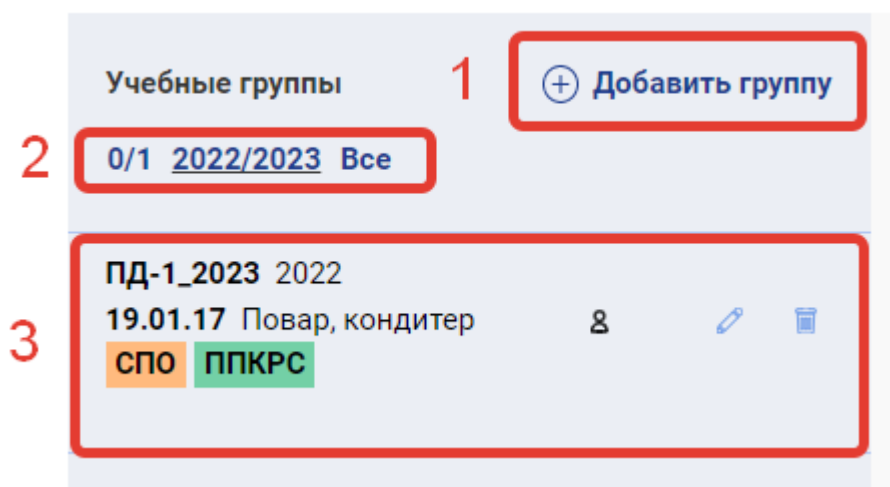 Учебные группы 1 Добавить группу
2 0/1 2022/2023 Все
ПД-1_2023 2022
3 19.01.17 Повар, кондитер
СПО ППКРС